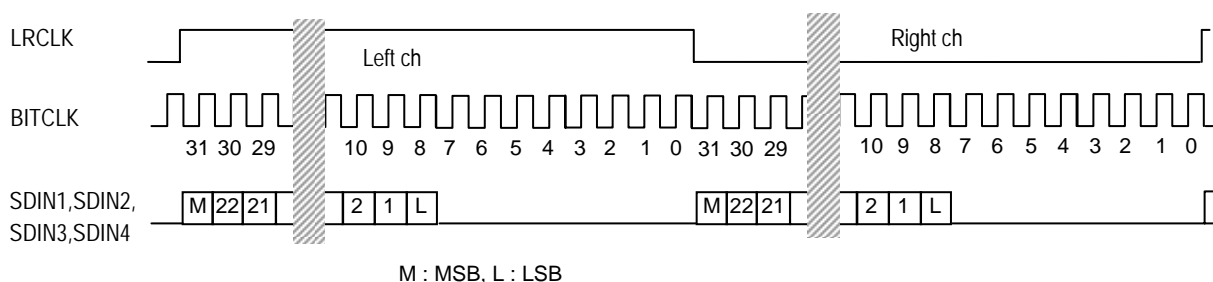 LRCLK
Left ch
Right ch
BITCLK
31 30 29 10 9 8 7 6 5 4 3 2 1 0 31 30 29 10 9 8 7 6 5 4 3 2 1 0
SDIN1,SDIN2,
SDIN3,SDIN4
M 22 21 2 1 L M 22 21 2 1 L
M : MSB, L : LSB